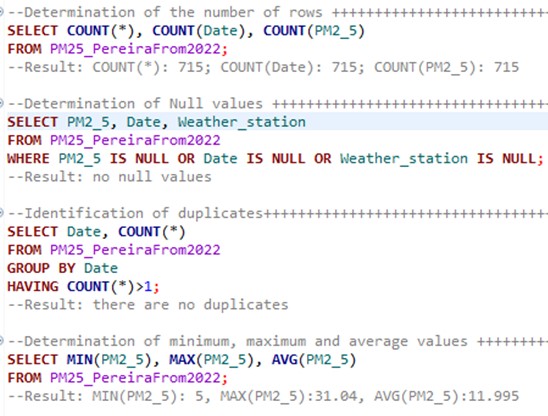 --Determination of the number of rows ++++++++++++++++++++++++++
SELECT COUNT(*), COUNT(Date), COUNT(PM2_5)
FROM PM25_PereiraFrom2022;
--Result: COUNT(*): 715; COUNT(Date): 715; COUNT(PM2_5): 715
--Determination of Null values +++++++++++++++++++++++++++++++++
SELECT PM2_5, Date, Weather_station
FROM PM25_PereiraFrom2022
WHERE PM2_5 IS NULL OR Date IS NULL OR Weather_station IS NULL;
--Result: no null values
--Identification of duplicates++++++++++++++++++++++++++++++++++
SELECT Date, COUNT(*)
FROM PM25_PereiraFrom2022
GROUP BY Date
HAVING COUNT(*)>1;
--Result: there are no duplicates
--Determination of minimum, maximum and average values +++++++++
SELECT MIN(PM2_5), MAX(PM2_5), AVG(PM2_5)
FROM PM25_PereiraFrom2022;
--Result: MIN(PM2_5): 5, MAX(PM2_5):31.04, AVG(PM2_5):11.995